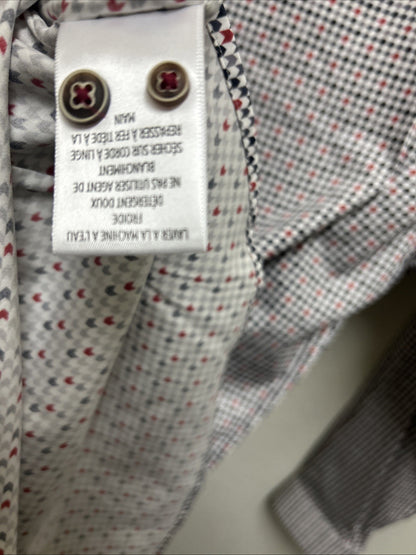 LAVER À LA MACHINE À L'EAU
FROIDE
DÉTERGENT DOUX
NE PAS UTILISER AGENT DE
BLANCHIMENT
SÉCHER SUR CORDE À LINGE
REPASSER À FER TIÈDE À LA
MAIN